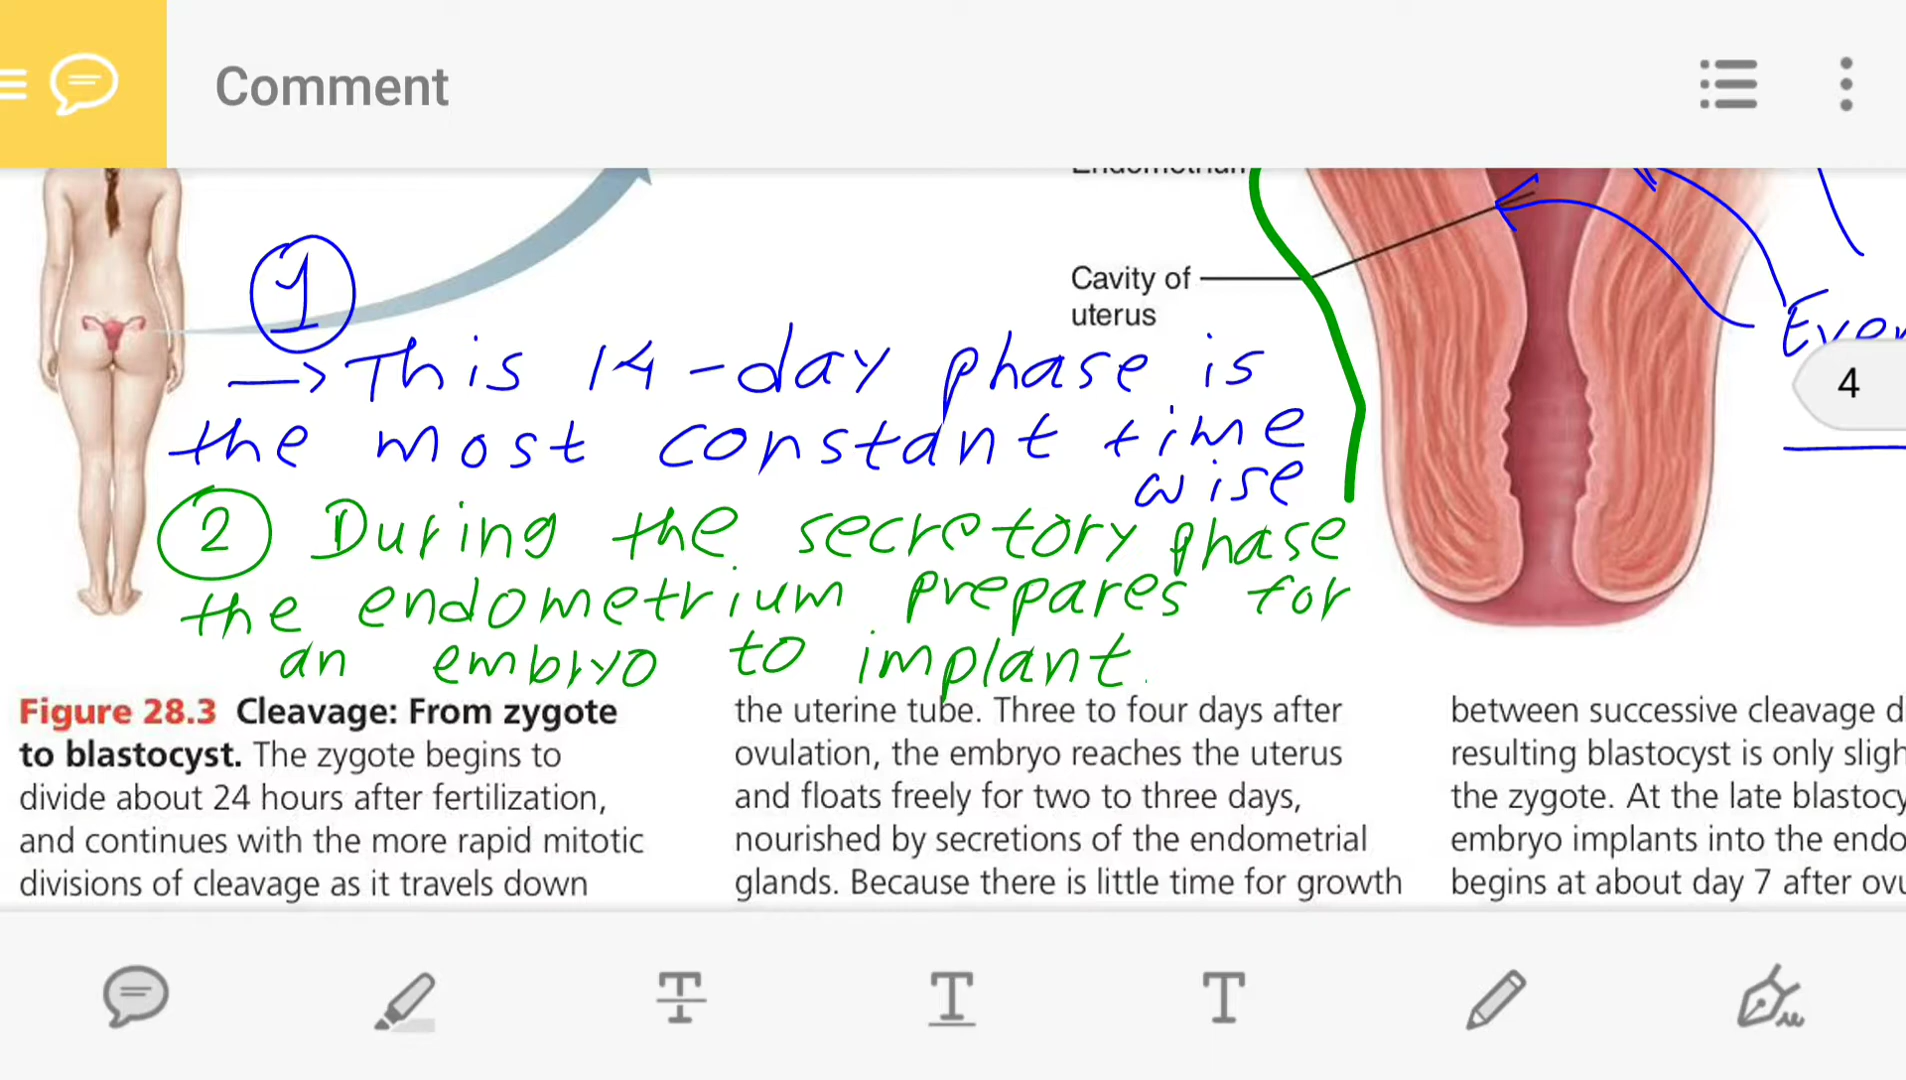 Comment
Cavity of
uterus
1
→ This 14-day phase is
the most constant time
wise
2 During the secretory phase
the endometrium prepares for
an embryo to implant.
4
Figure 28.3 Cleavage: From zygote
to blastocyst. The zygote begins to
divide about 24 hours after fertilization,
and continues with the more rapid mitotic
divisions of cleavage as it travels down
the uterine tube. Three to four days after
ovulation, the embryo reaches the uterus
and floats freely for two to three days,
nourished by secretions of the endometrial
glands. Because there is little time for growth
between successive cleavage d
resulting blastocyst is only sligh
the zygote. At the late blastocy
embryo implants into the endo
begins at about day 7 after ovu